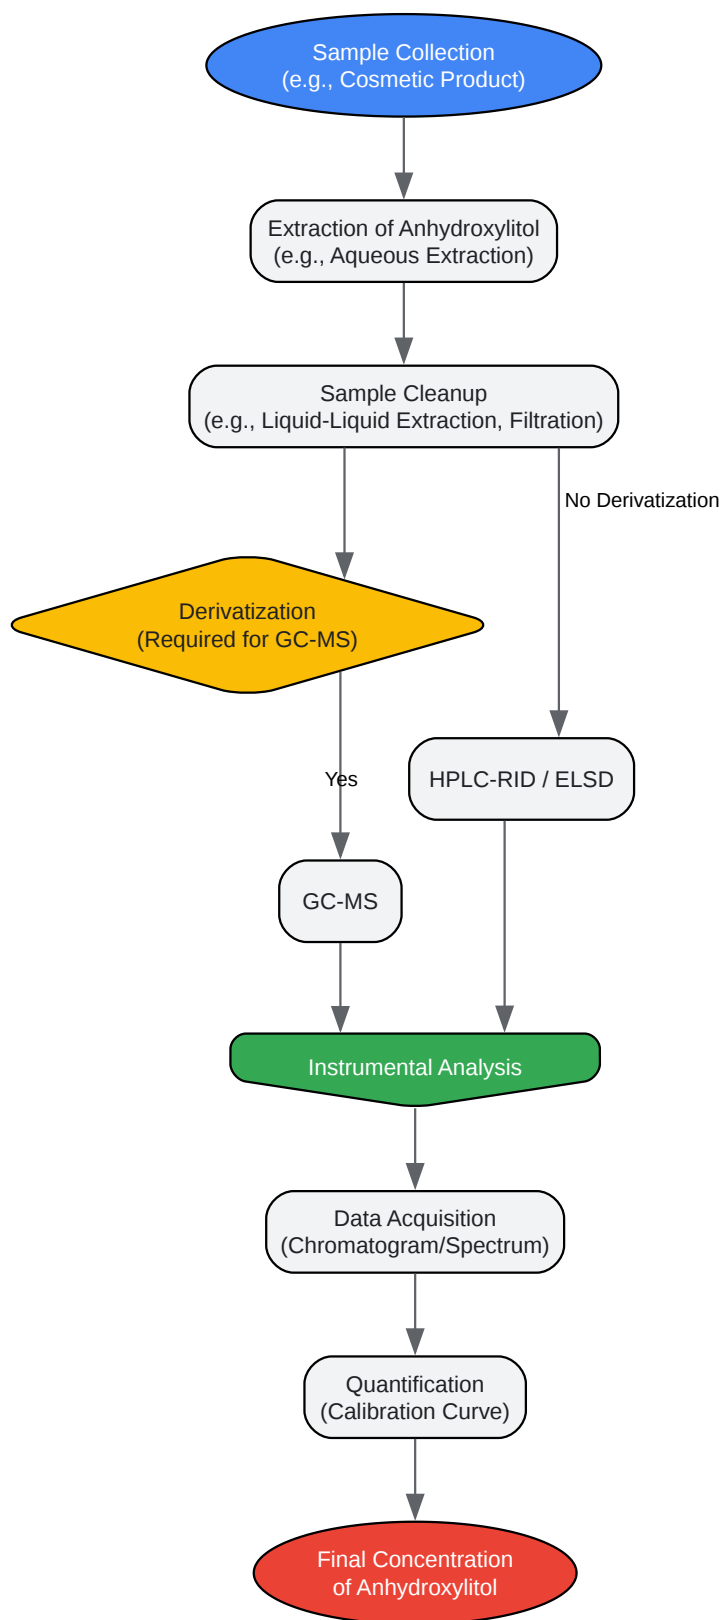 Sample Collection
(e.g., Cosmetic Product)
Extraction of Anhydroxylitol
(e.g., Aqueous Extraction)
Sample Cleanup
(e.g., Liquid-Liquid Extraction, Filtration)
No Derivatization
Derivatization
(Required for GC-MS)
Yes
HPLC-RID / ELSD
GC-MS
Instrumental Analysis
Data Acquisition
(Chromatogram/Spectrum)
Quantification
(Calibration Curve)
Final Concentration
of Anhydroxylitol